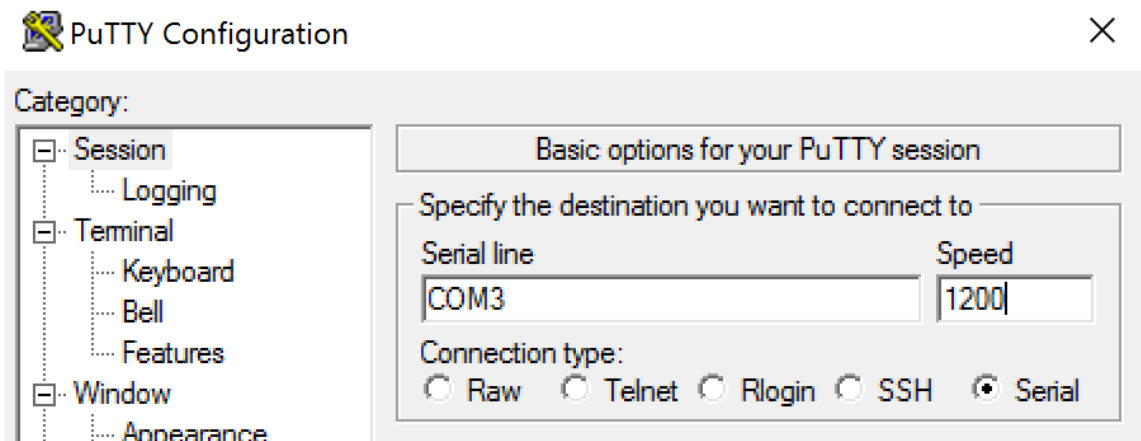 PuTTY Configuration
Category:
Session
Logging
Terminal
Keyboard
Bell
Features
Window
Appearance
Basic options for your PuTTY session
Specify the destination you want to connect to
Serial line Speed
COM3 1200
Connection type:
Raw Telnet Rlogin SSH Serial